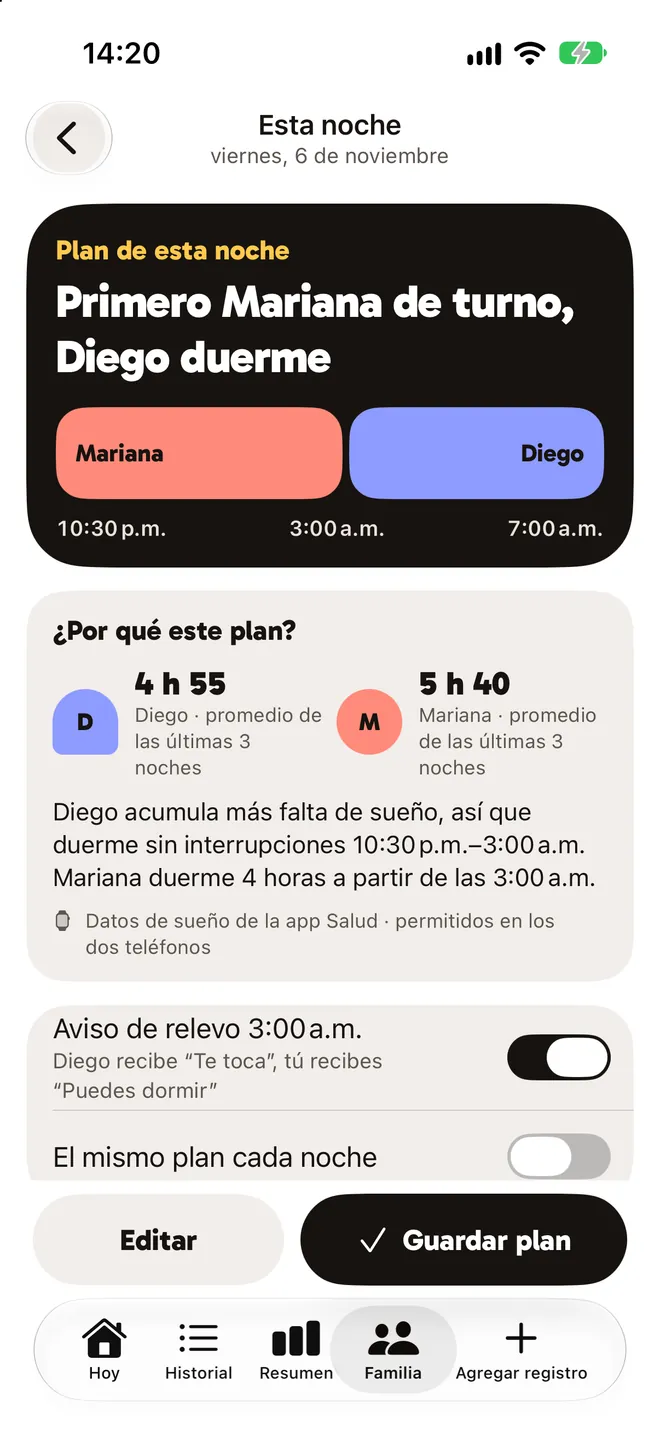 14:20
Esta noche
viernes, 6 de noviembre
Plan de esta noche
Primero Mariana de turno,
Diego duerme
Mariana
Diego
10:30 p.m.
3:00 a.m.
7:00 a.m.
¿Por qué este plan?
D
4 h 55
Diego · promedio de
las últimas 3
noches
M
5 h 40
Mariana · promedio
de las últimas 3
noches
Diego acumula más falta de sueño, así que
duerme sin interrupciones 10:30 p.m.–3:00 a.m.
Mariana duerme 4 horas a partir de las 3:00 a.m.
Datos de sueño de la app Salud · permitidos en los
dos teléfonos
Aviso de relevo 3:00 a.m.
Diego recibe “Te toca”, tú recibes
“Puedes dormir”
El mismo plan cada noche
Editar
Guardar plan
Hoy
Historial
Resumen
Familia
Agregar registro